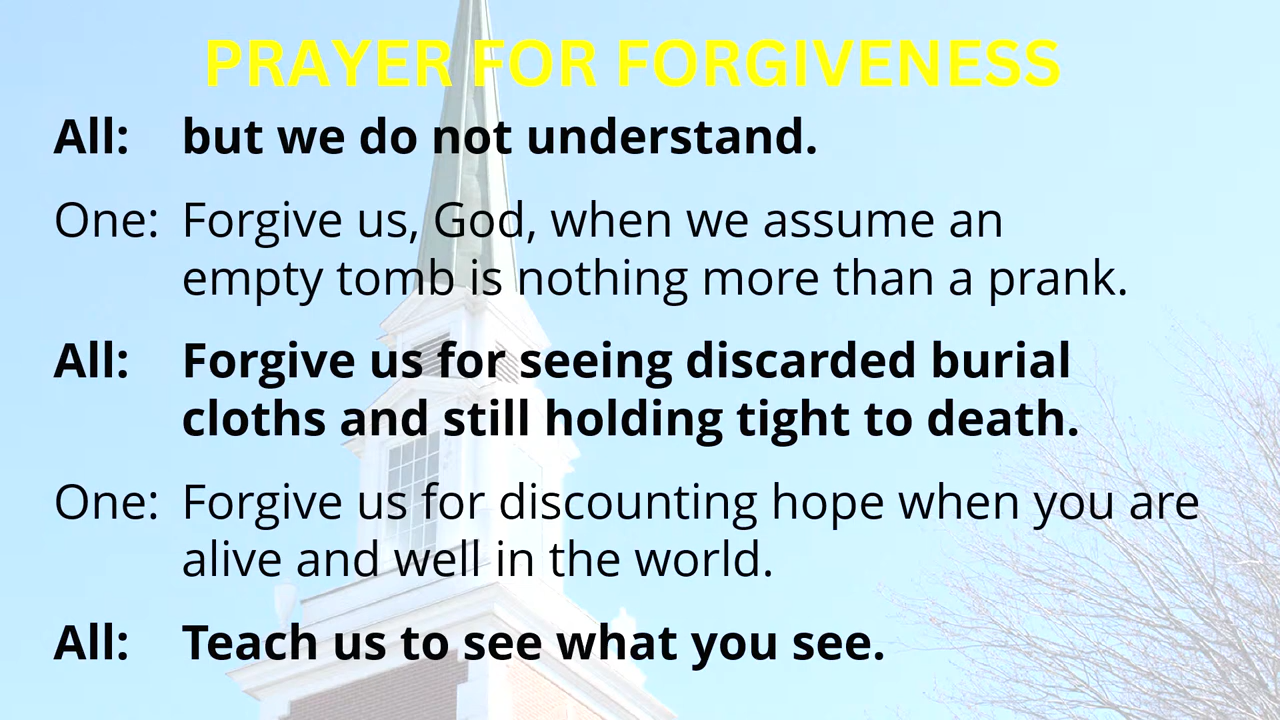 PRAYER FOR FORGIVENESS
All: but we do not understand.
One: Forgive us, God, when we assume an
empty tomb is nothing more than a prank.
All: Forgive us for seeing discarded burial
cloths and still holding tight to death.
One: Forgive us for discounting hope when you are
alive and well in the world.
All: Teach us to see what you see.